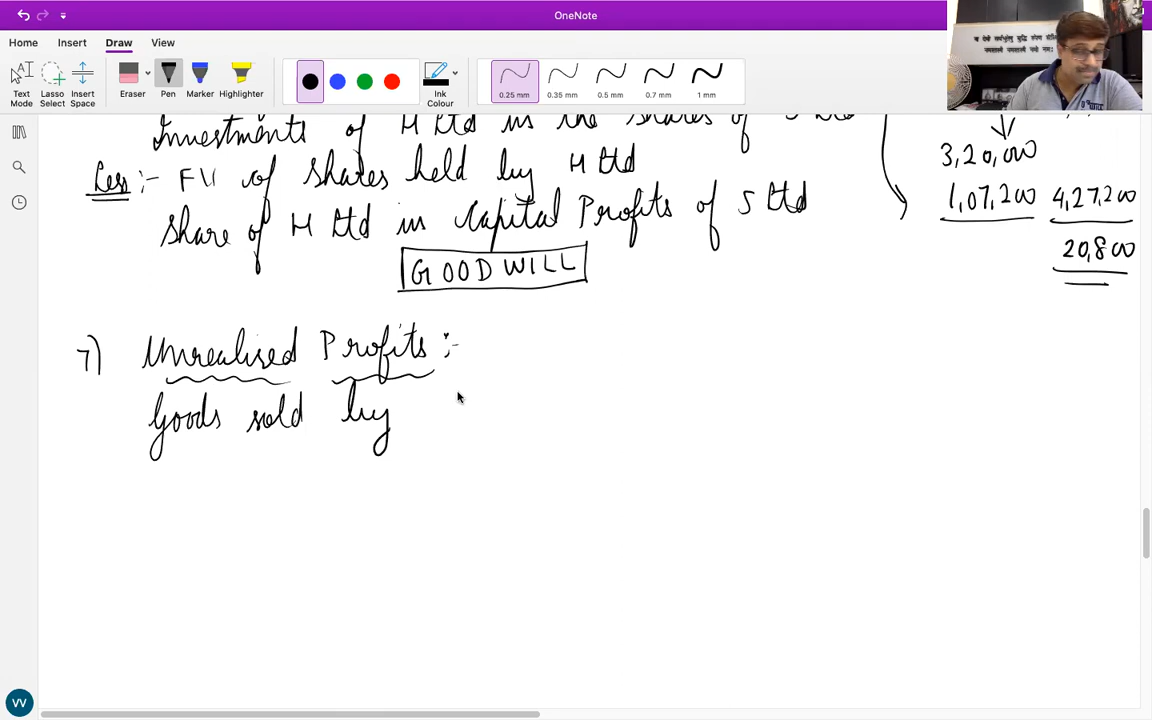 OneNote
Home Insert Draw View
Text Mode Lasso Select Insert Space Eraser Pen Marker Highlighter Ink Colour 0.25 mm 0.35 mm 0.5 mm 0.7 mm 1 mm
Investments of H Ltd in the shares of S Ltd
3,20,000
Less :- FV of shares held by H Ltd
1,07,200 4,27,200
Share of H Ltd in Capital Profits of S Ltd
20,800
GOODWILL
7) Unrealised Profits :-
Goods sold by
VV